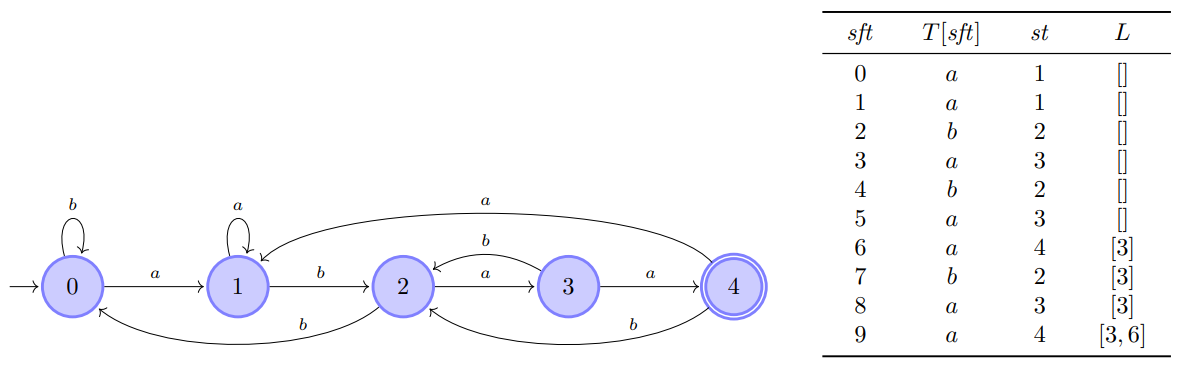 sft T[sft] st L
0 a 1 []
1 a 1 []
2 b 2 []
3 a 3 []
4 b 2 []
5 a 3 []
6 a 4 [3]
7 b 2 [3]
8 a 3 [3]
9 a 4 [3, 6]
b a a
b
a b a a
0 1 2 3 4
b b